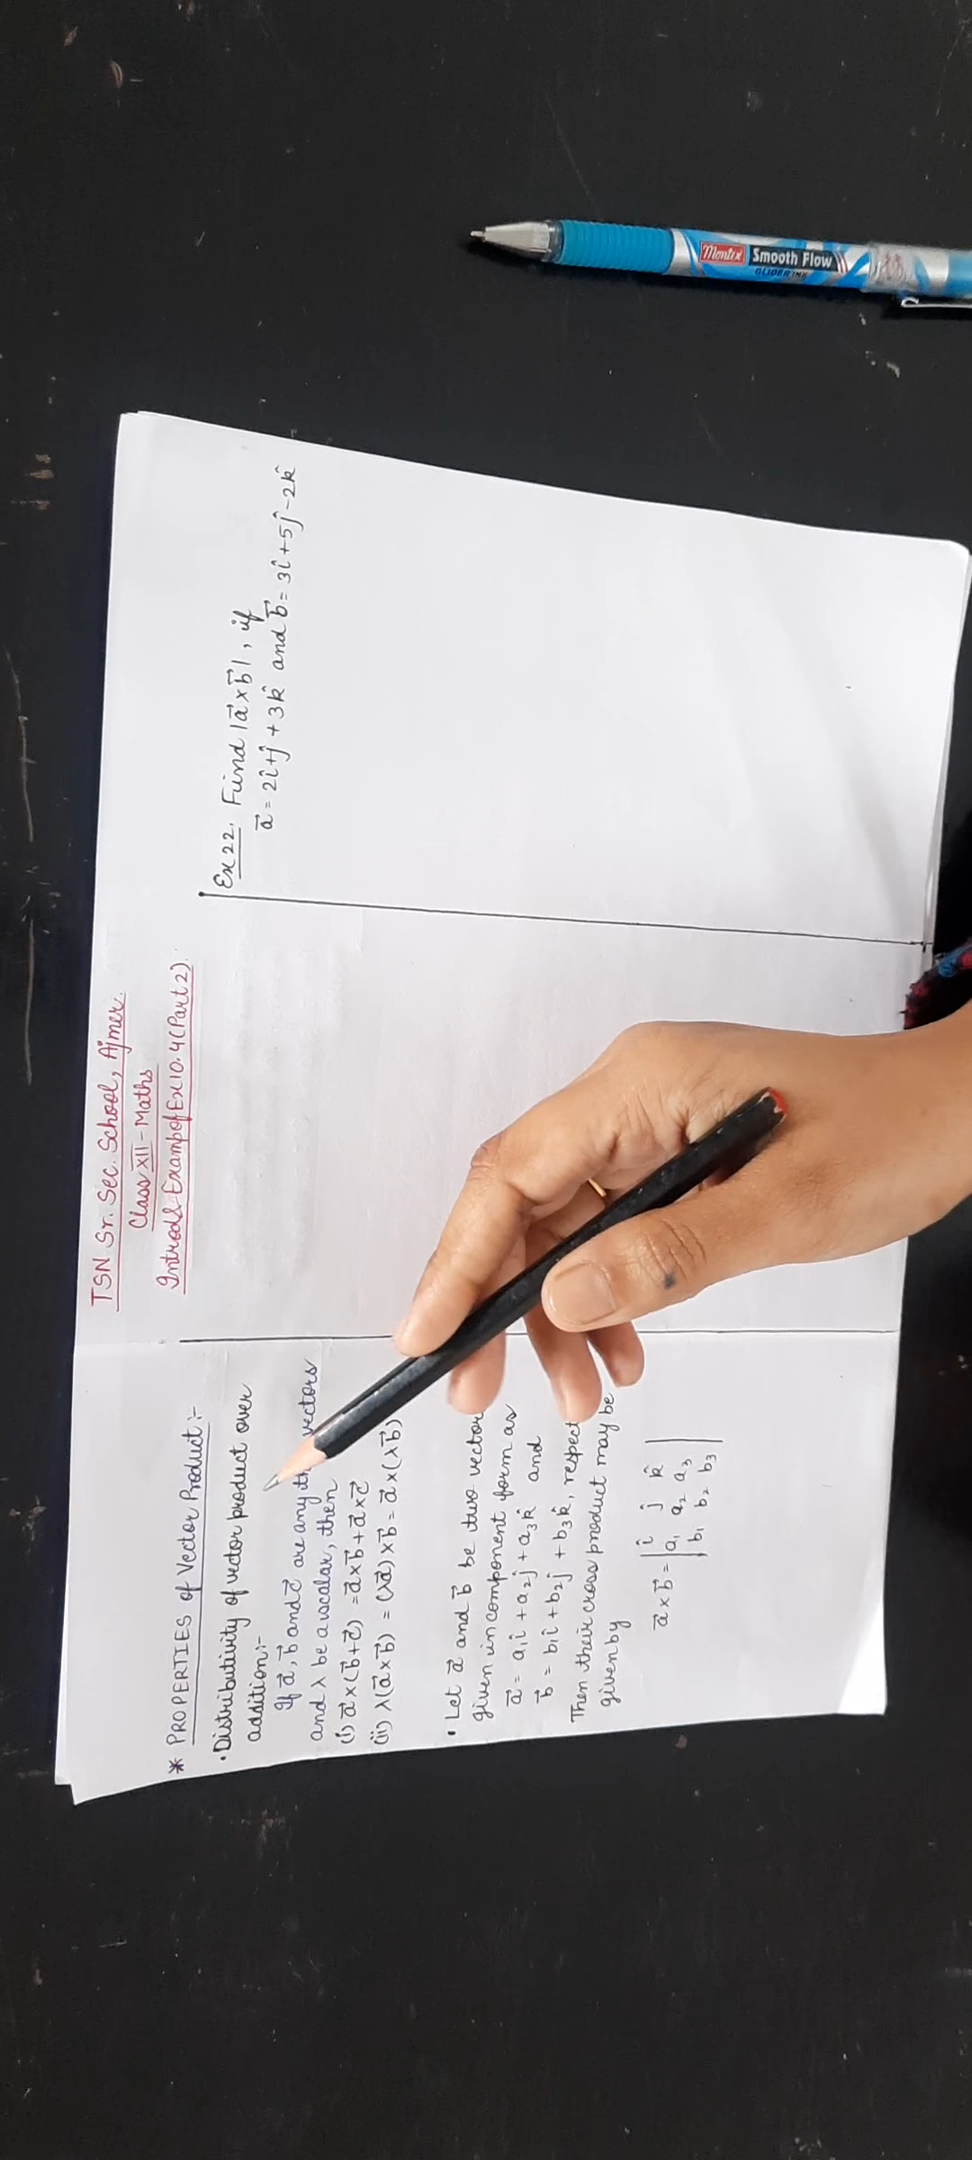 TSN Sr. Sec. School, Ajmer.
Class XII - Maths
Introd & Examp of Ex 10.4 (Part 2).
* PROPERTIES of Vector Product :-
• Distributivity of vector product over
addition:-
If a⃗, b⃗ and c⃗ are any vectors
and λ be a scalar, then
(i) a⃗ × (b⃗+c⃗) = a⃗×b⃗ + a⃗×c⃗
(ii) λ(a⃗×b⃗) = (λa⃗)×b⃗ = a⃗×(λb⃗)
• Let a⃗ and b⃗ be two vector
given in component form as
a⃗ = a₁î + a₂ĵ + a₃k̂ and
b⃗ = b₁î + b₂ĵ + b₃k̂, respect
Then their cross product may be
given by
a⃗ × b⃗ = | î ĵ k̂ |
| a₁ a₂ a₃ |
| b₁ b₂ b₃ |
Ex 22. Find |a⃗×b⃗|, if
a⃗ = 2î+ĵ+3k̂ and b⃗ = 3î+5ĵ-2k̂
Montex Smooth Flow
GLIDER INK